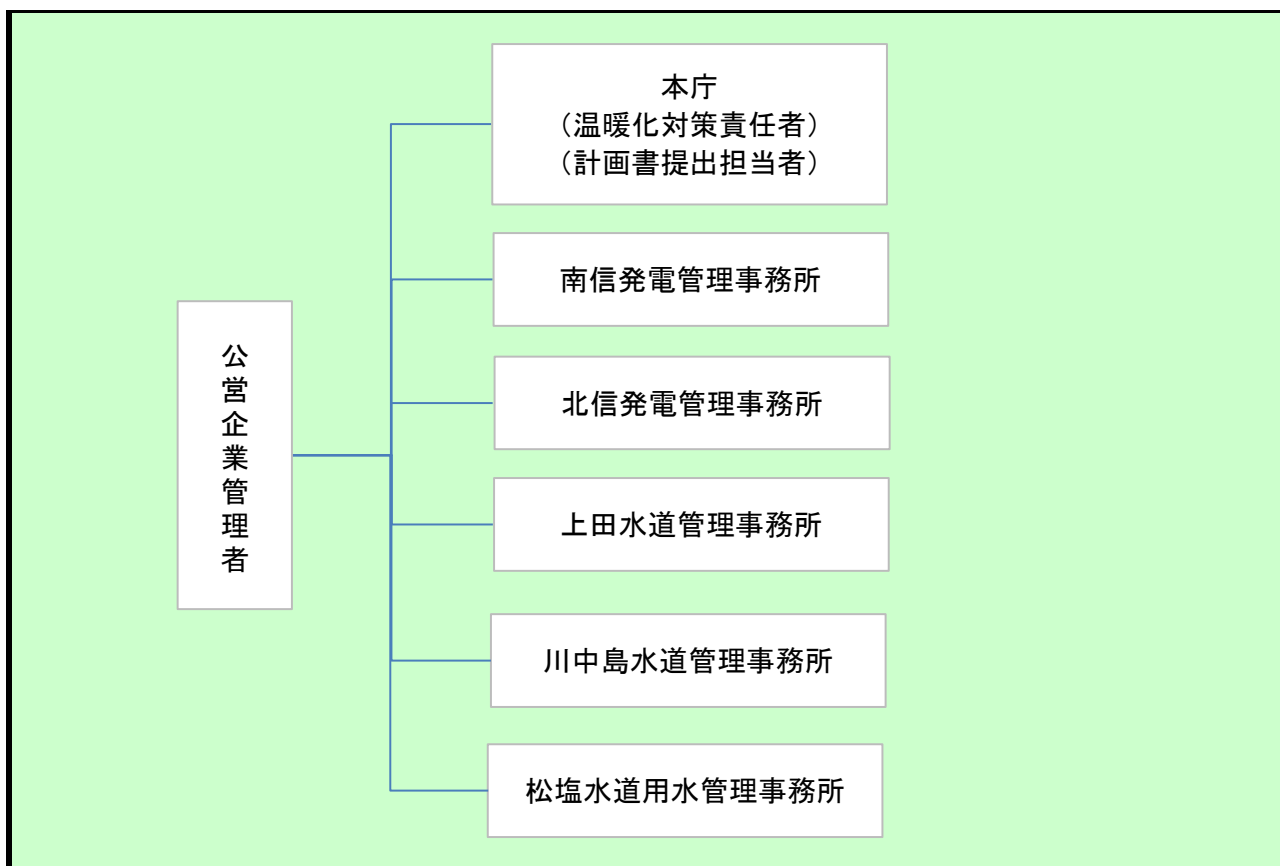 公営企業管理者
本庁
（温暖化対策責任者）
（計画書提出担当者）
南信発電管理事務所
北信発電管理事務所
上田水道管理事務所
川中島水道管理事務所
松塩水道用水管理事務所